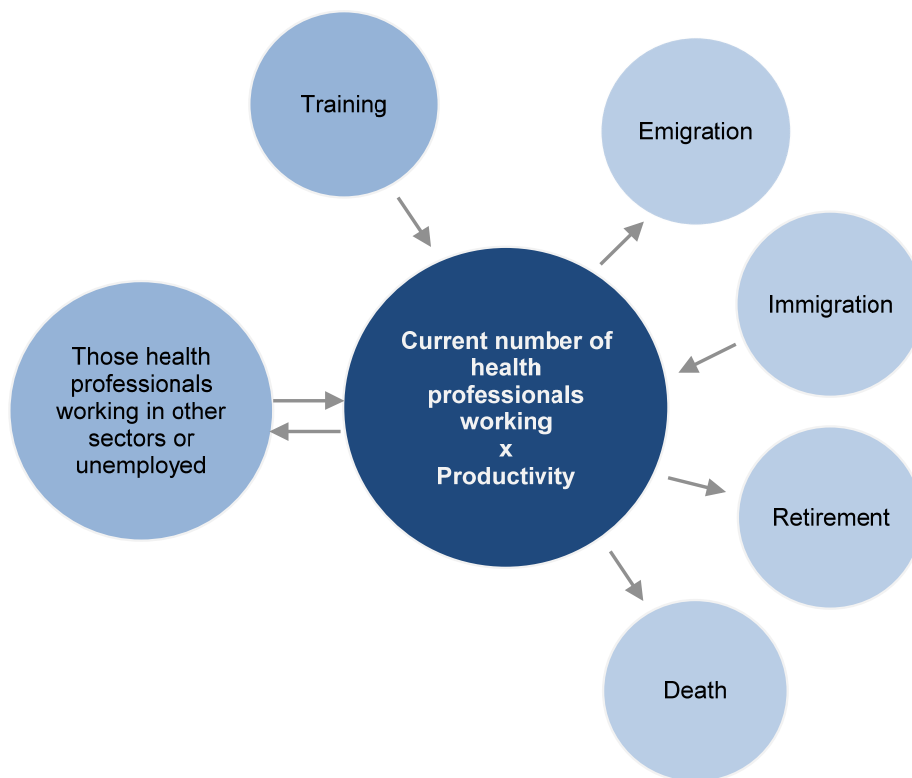 Training
Emigration
Immigration
Those health
professionals
working in other
sectors or
unemployed
Current number of
health
professionals
working
x
Productivity
Retirement
Death